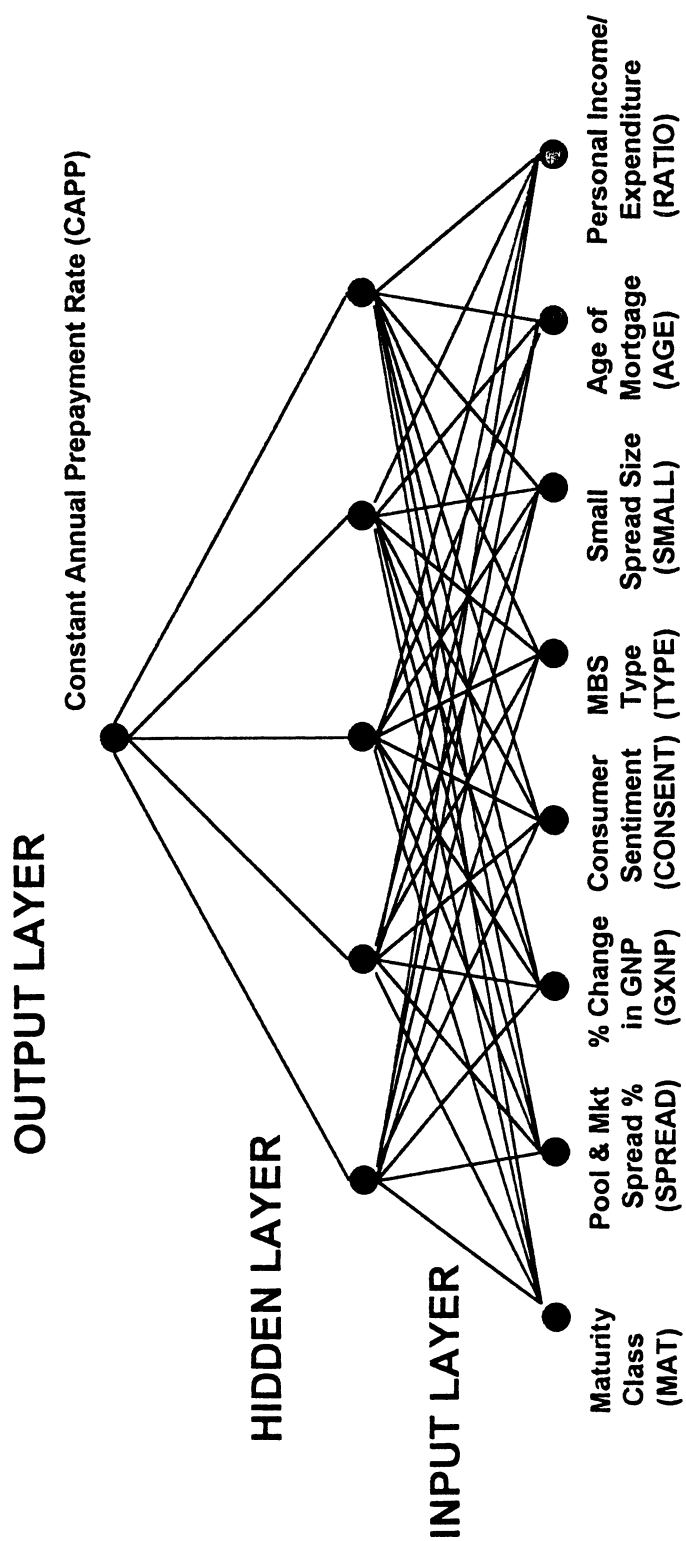 OUTPUT LAYER
Constant Annual Prepayment Rate (CAPP)
HIDDEN LAYER
INPUT LAYER
Maturity
Class
(MAT)
Pool & Mkt
Spread %
(SPREAD)
% Change
in GNP
(GXNP)
Consumer
Sentiment
(CONSENT)
MBS
Type
(TYPE)
Small
Spread Size
(SMALL)
Age of
Mortgage
(AGE)
Personal Income/
Expenditure
(RATIO)